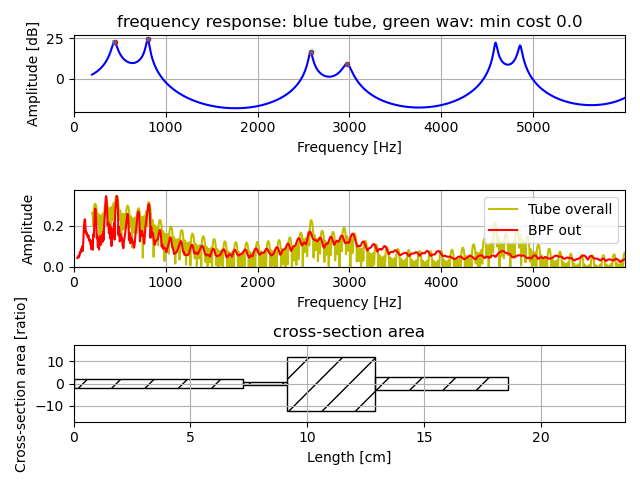 frequency response: blue tube, green wav: min cost 0.0
Amplitude [dB]
25
0
0
1000
2000
3000
4000
5000
Frequency [Hz]
Amplitude
0.2
0.0
Tube overall
BPF out
0
1000
2000
3000
4000
5000
Frequency [Hz]
cross-section area
Cross-section area [ratio]
10
0
−10
0
5
10
15
20
Length [cm]